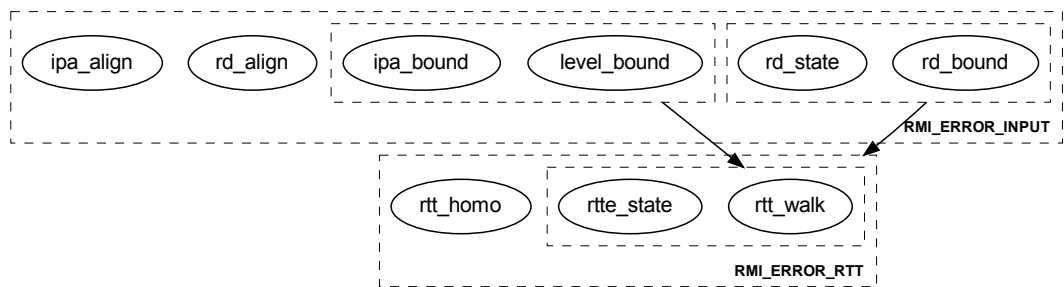 ipa_align rd_align ipa_bound level_bound rd_state rd_bound
RMI_ERROR_INPUT
rtt_homo rtte_state rtt_walk
RMI_ERROR_RTT